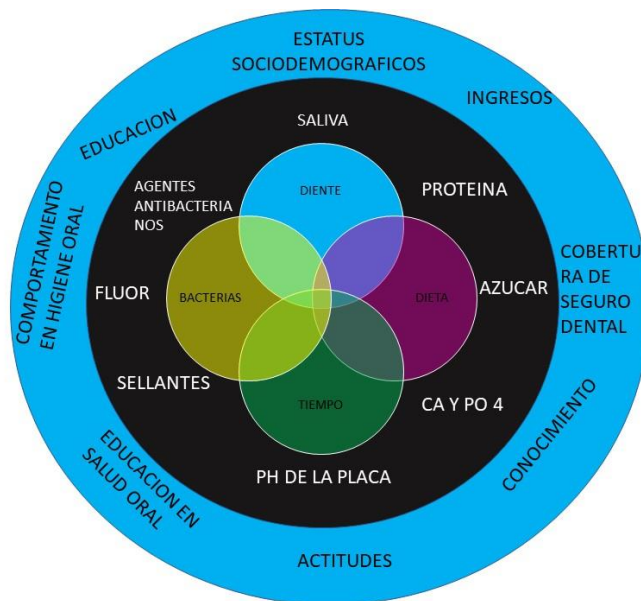 ESTATUS
SOCIODEMOGRAFICOS
INGRESOS
EDUCACION
SALIVA
AGENTES
ANTIBACTERIA
NOS
DIENTE
PROTEINA
COMPORTAMIENTO
EN HIGIENE ORAL
FLUOR
BACTERIAS
DIETA
AZUCAR
COBERTU
RA DE
SEGURO
DENTAL
SELLANTES
TIEMPO
CA Y PO 4
CONOCIMIENTO
EDUCACION EN
SALUD ORAL
PH DE LA PLACA
ACTITUDES